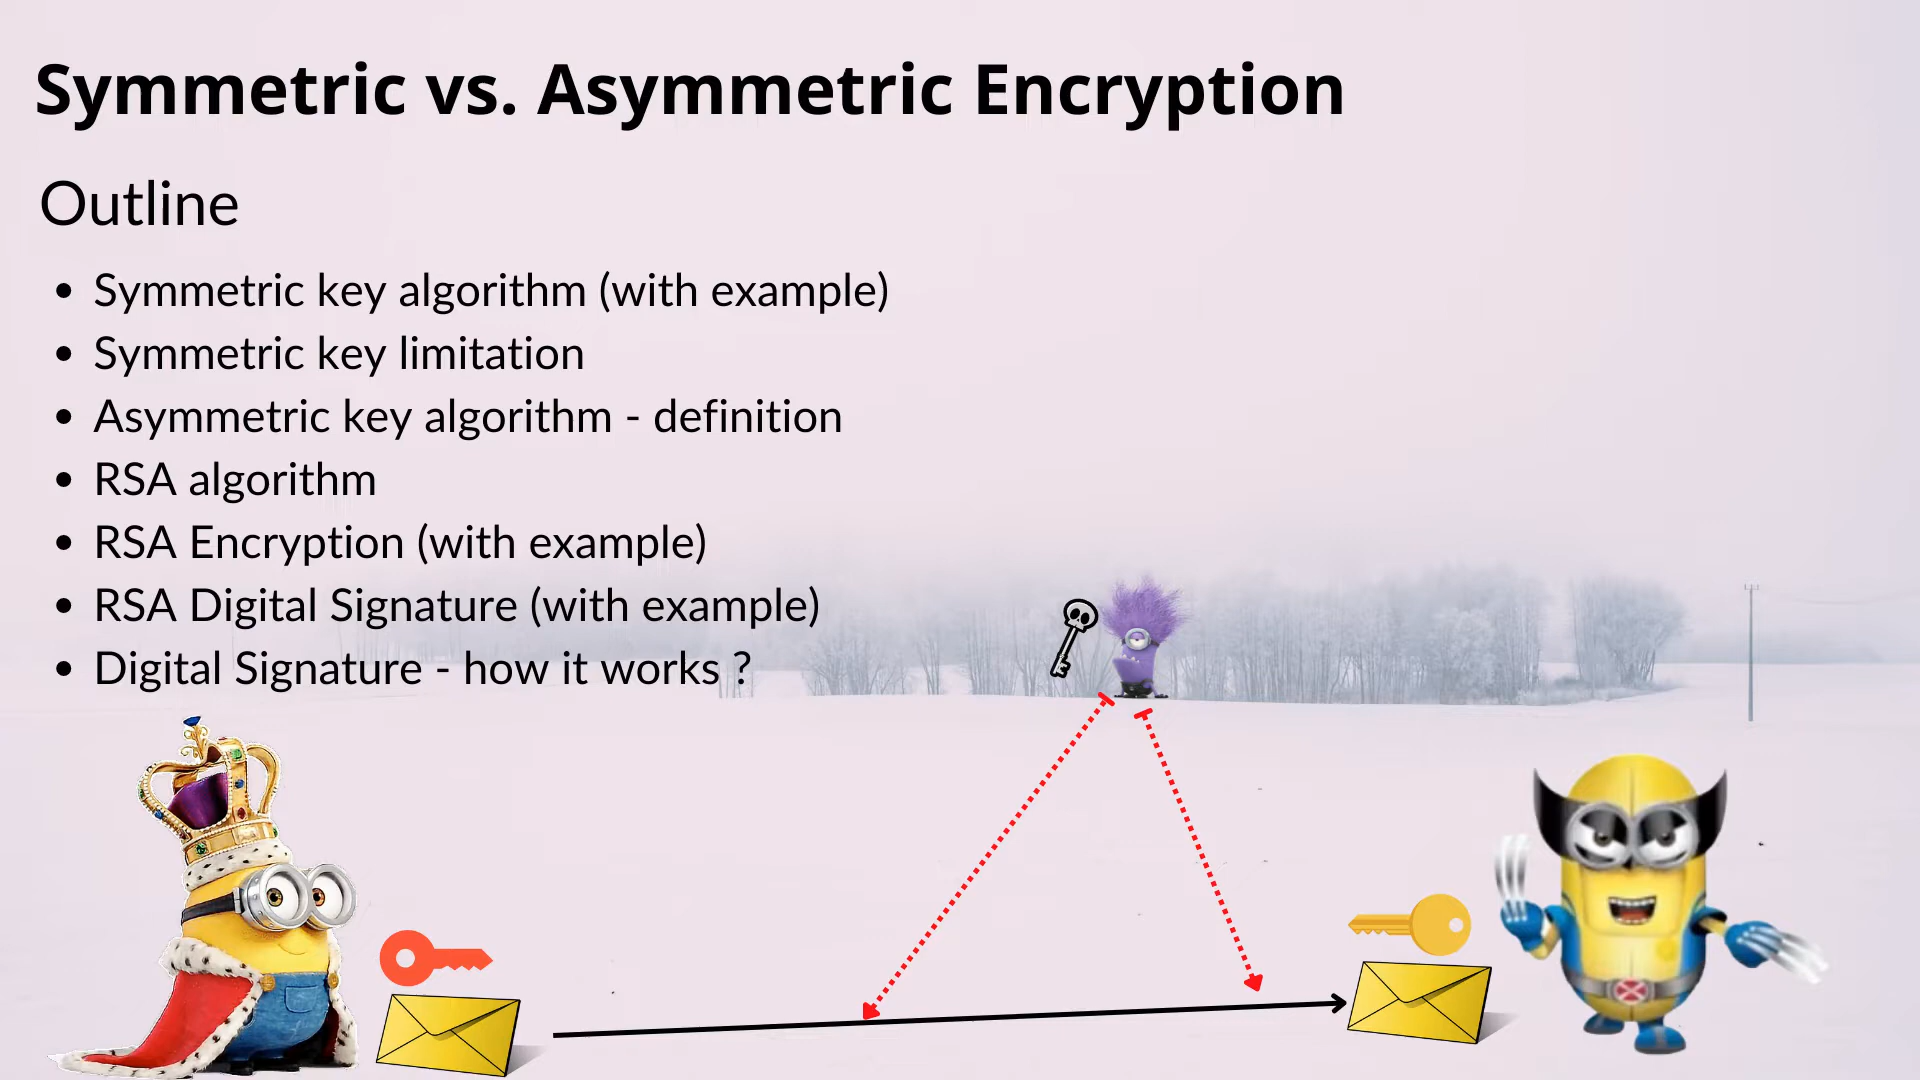 Symmetric vs. Asymmetric Encryption
Outline
• Symmetric key algorithm (with example)
• Symmetric key limitation
• Asymmetric key algorithm - definition
• RSA algorithm
• RSA Encryption (with example)
• RSA Digital Signature (with example)
• Digital Signature - how it works ?